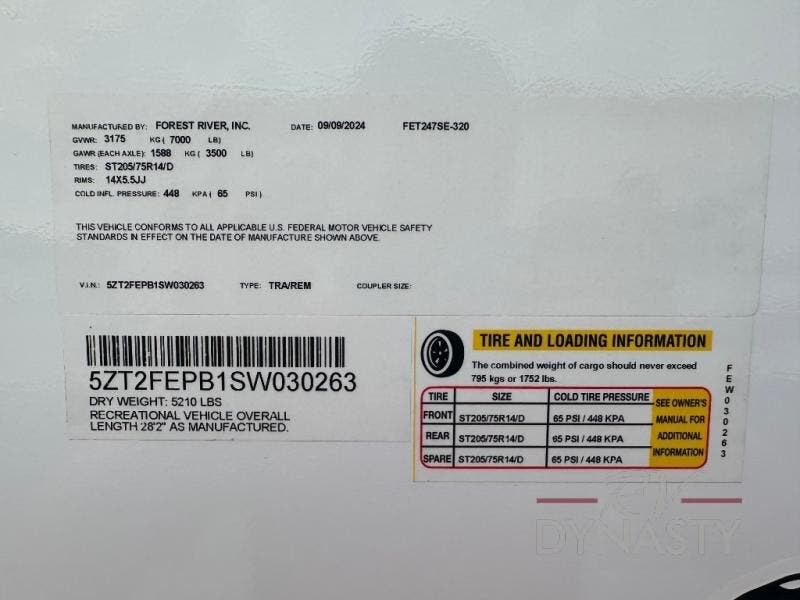 MANUFACTURED BY: FOREST RIVER, INC. DATE: 09/09/2024 FET247SE-320
GVWR: 3175 KG ( 7000 LB)
GAWR (EACH AXLE): 1588 KG ( 3500 LB)
TIRES: ST205/75R14/D
RIMS: 14X5.5JJ
COLD INFL. PRESSURE: 448 KPA ( 65 PSI )
THIS VEHICLE CONFORMS TO ALL APPLICABLE U.S. FEDERAL MOTOR VEHICLE SAFETY
STANDARDS IN EFFECT ON THE DATE OF MANUFACTURE SHOWN ABOVE.
V.I.N.: 5ZT2FEPB1SW030263 TYPE: TRA/REM COUPLER SIZE:
5ZT2FEPB1SW030263
DRY WEIGHT: 5210 LBS
RECREATIONAL VEHICLE OVERALL
LENGTH 28'2" AS MANUFACTURED.
TIRE AND LOADING INFORMATION
The combined weight of cargo should never exceed
795 kgs or 1752 lbs.
TIRE SIZE COLD TIRE PRESSURE
FRONT ST205/75R14/D 65 PSI / 448 KPA
REAR ST205/75R14/D 65 PSI / 448 KPA
SPARE ST205/75R14/D 65 PSI / 448 KPA
SEE OWNER'S
MANUAL FOR
ADDITIONAL
INFORMATION
FEW030263
DYNASTY